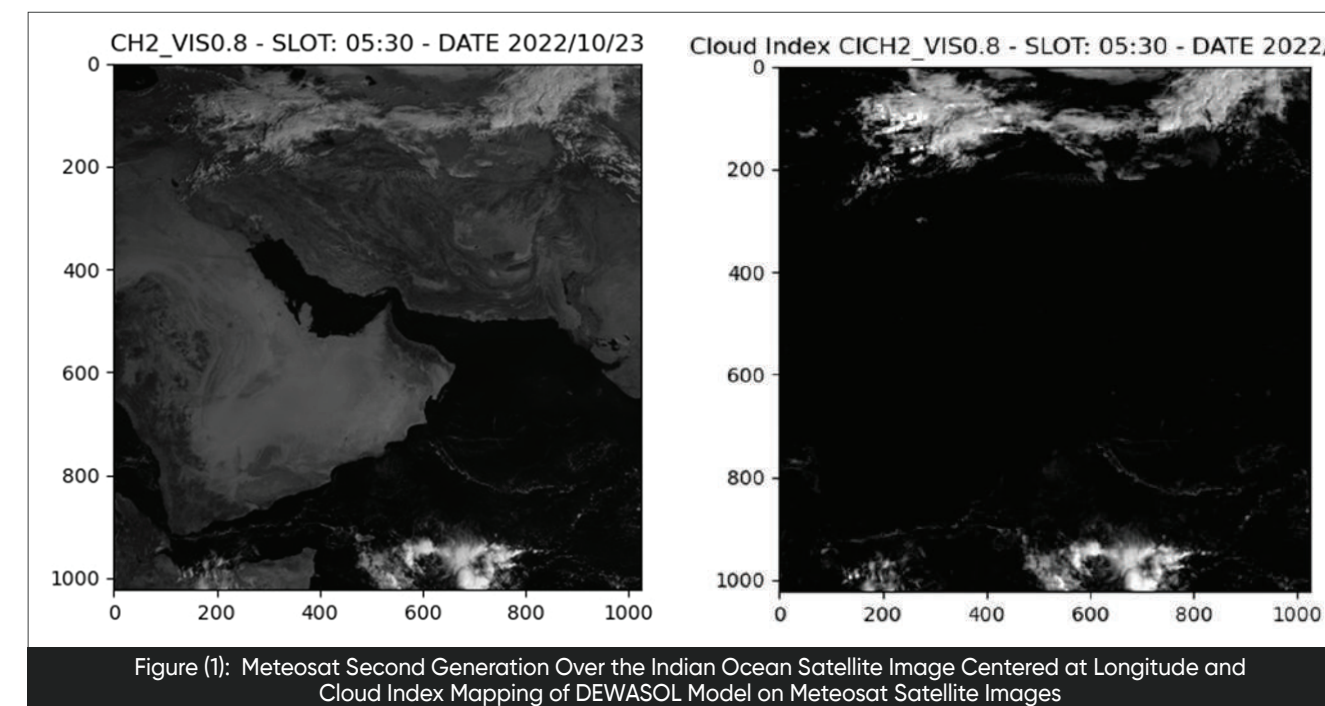 CH2_VIS0.8 - SLOT: 05:30 - DATE 2022/10/23
0
200
400
600
800
1000
0 200 400 600 800 1000
Cloud Index CICH2_VIS0.8 - SLOT: 05:30 - DATE 2022/
0
200
400
600
800
1000
0 200 400 600 800 1000
Figure (1): Meteosat Second Generation Over the Indian Ocean Satellite Image Centered at Longitude and
Cloud Index Mapping of DEWASOL Model on Meteosat Satellite Images